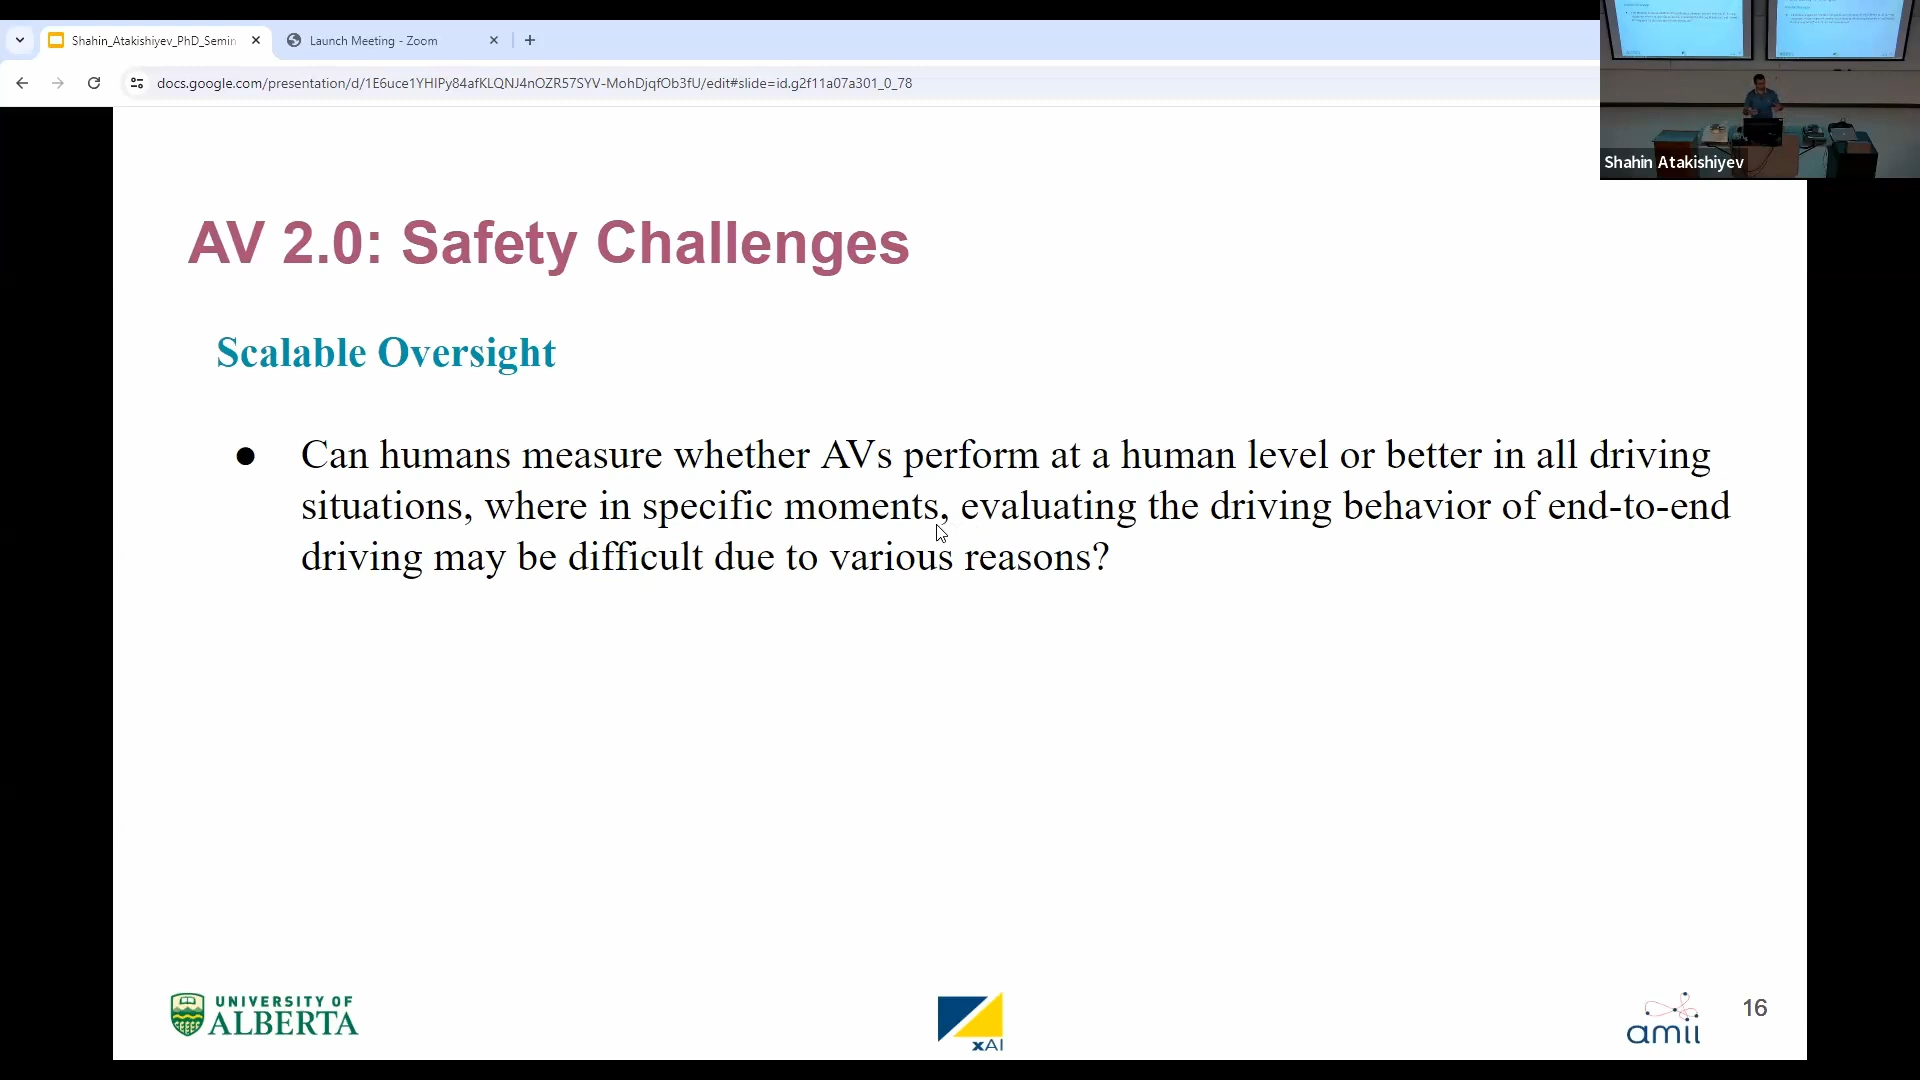 Shahin_Atakishiyev_PhD_Semin
Launch Meeting - Zoom
docs.google.com/presentation/d/1E6uce1YHIPy84afKLQNJ4nOZR57SYV-MohDjqfOb3fU/edit#slide=id.g2f11a07a301_0_78
Shahin Atakishiyev
AV 2.0: Safety Challenges
Scalable Oversight
● Can humans measure whether AVs perform at a human level or better in all driving
situations, where in specific moments, evaluating the driving behavior of end-to-end
driving may be difficult due to various reasons?
UNIVERSITY OF
ALBERTA
xAI
amii
16